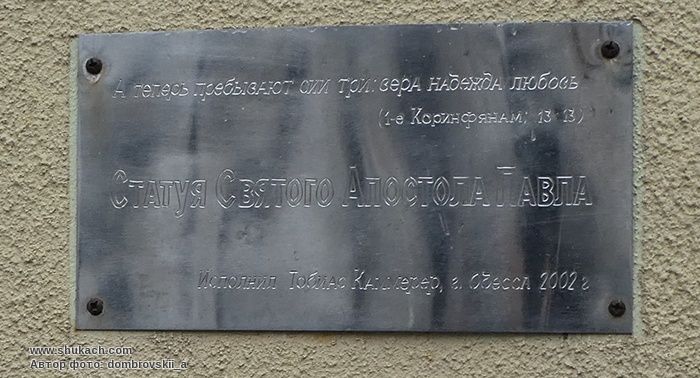 А теперь пребывают сии три: вера надежда любовь
(1-е Коринфянам; 13 13)
Статуя Святого Апостола Павла
Исполнил Тобиас Каммерер, г. Одесса 2002 г
www.shukach.com
Автор фото: dombrovskii_a